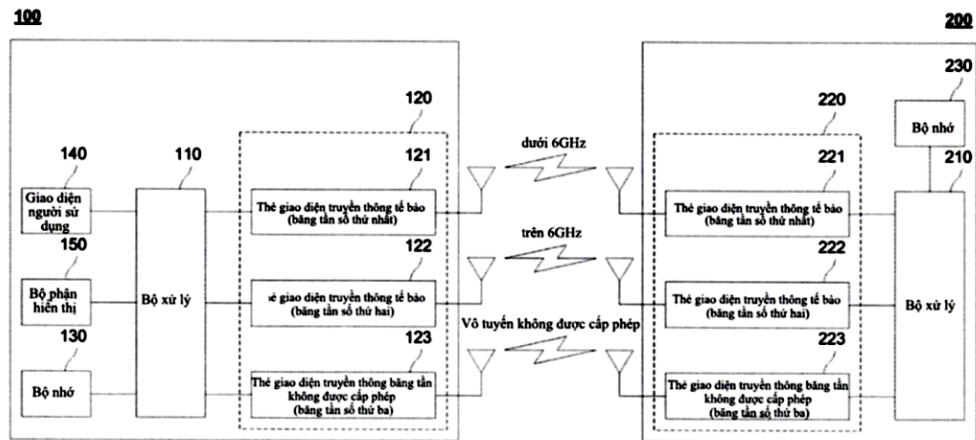 100
200
230
120
220
Bộ nhớ
dưới 6GHz
140
110
121
221
210
Giao diện
người sử
dụng
Thẻ giao diện truyền thông tế bào
(băng tần số thứ nhất)
Thẻ giao diện truyền thông tế bào
(băng tần số thứ nhất)
150
122
trên 6GHz
222
Bộ phận
hiển thị
Bộ xử lý
giao diện truyền thông tế bào
(băng tần số thứ hai)
Thẻ giao diện truyền thông tế bào
(băng tần số thứ hai)
Bộ xử lý
130
123
Vô tuyến không được cấp phép
223
Bộ nhớ
Thẻ giao diện truyền thông băng tần
không được cấp phép
(băng tần số thứ ba)
Thẻ giao diện truyền thông băng tần
không được cấp phép
(băng tần số thứ ba)